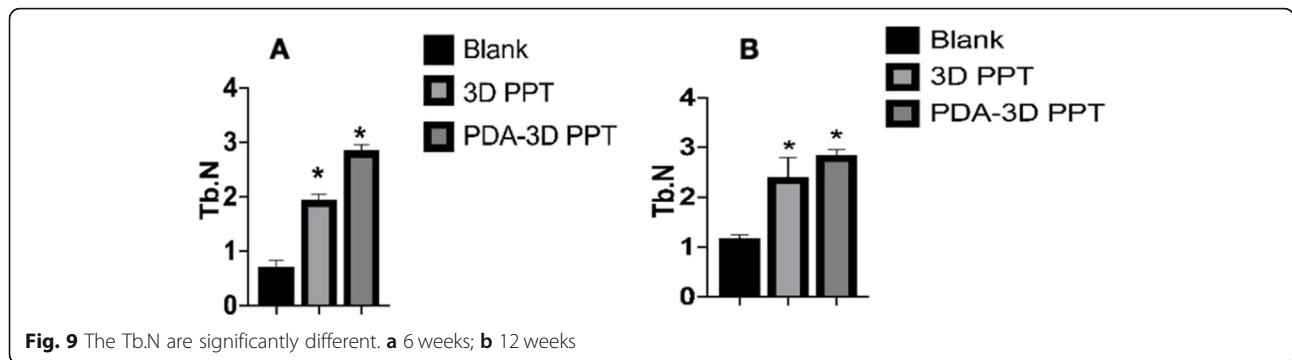 A
Blank
3D PPT
PDA-3D PPT
4
3
2
1
0
Tb.N
*
*
B
Blank
3D PPT
PDA-3D PPT
4
3
2
1
0
Tb.N
*
*
Fig. 9 The Tb.N are significantly different. a 6 weeks; b 12 weeks